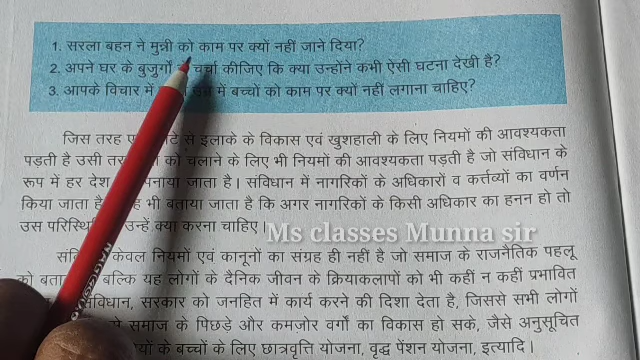 1. सरला बहन ने मुन्नी को काम पर क्यों नहीं जाने दिया?
2. अपने घर के बुजुर्गों चर्चा कीजिए कि क्या उन्होंने कभी ऐसी घटना देखी है?
3. आपके विचार में में बच्चों को काम पर क्यों नहीं लगाना चाहिए?
जिस तरह इलाके के विकास एवं खुशहाली के लिए नियमों की आवश्यकता
पड़ती है उसी को चलाने के लिए भी नियमों की आवश्यकता पड़ती है जो संविधान के
रूप में हर देश जाता है। संविधान में नागरिकों के अधिकारों व कर्त्तव्यों का वर्णन
किया जाता भी बताया जाता है कि अगर नागरिकों के किसी अधिकार का हनन हो तो
उस उन्हें क्या करना चाहिए।
Ms classes Munna sir
केवल नियमों एवं कानूनों का संग्रह ही नहीं है जो समाज के राजनैतिक पहलू
को बल्कि यह लोगों के दैनिक जीवन के क्रियाकलापों को भी कहीं न कहीं प्रभावित
संविधान, सरकार को जनहित में कार्य करने की दिशा देता है, जिससे सभी लोगों
समाज के पिछड़े और कमज़ोर वर्गों का विकास हो सके, जैसे अनुसूचित
के बच्चों के लिए छात्रवृत्ति योजना, वृद्ध पेंशन योजना, इत्यादि।